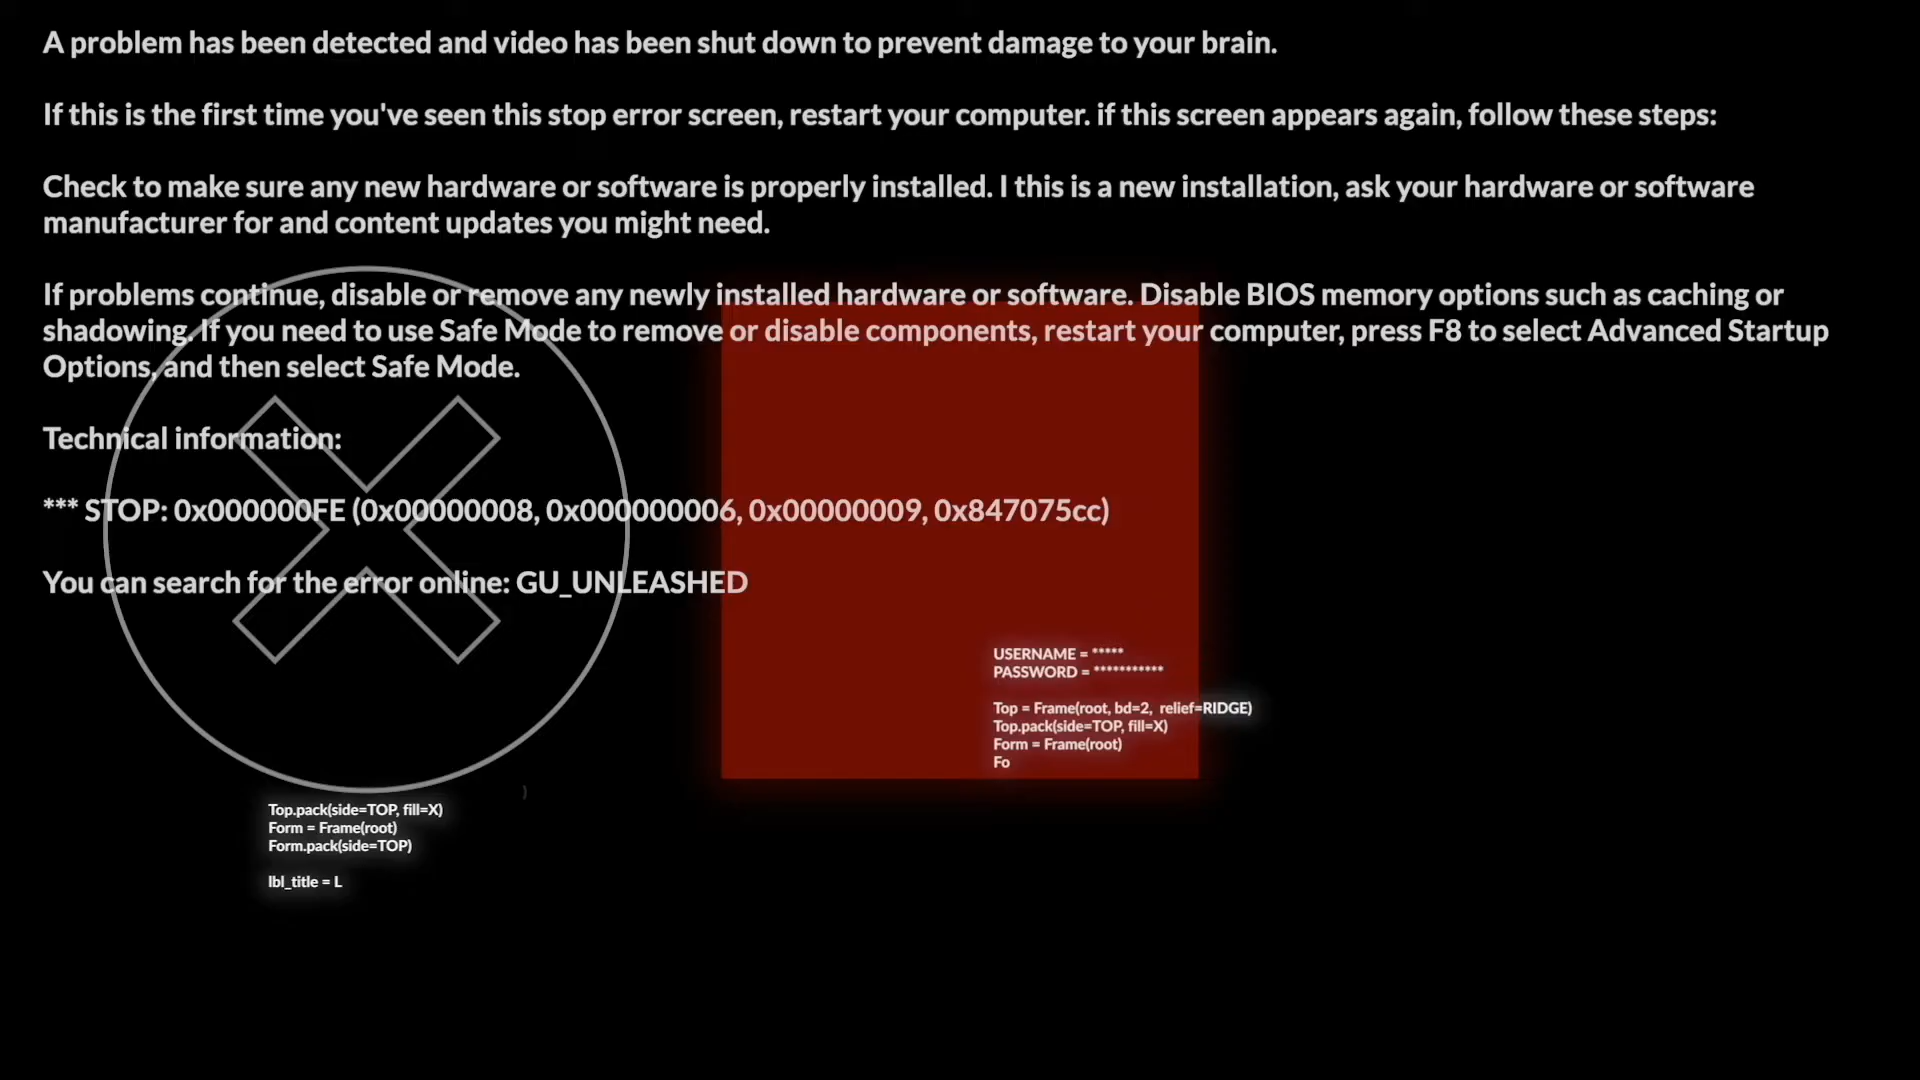 A problem has been detected and video has been shut down to prevent damage to your brain.
If this is the first time you've seen this stop error screen, restart your computer. if this screen appears again, follow these steps:
Check to make sure any new hardware or software is properly installed. I this is a new installation, ask your hardware or software
manufacturer for and content updates you might need.
If problems continue, disable or remove any newly installed hardware or software. Disable BIOS memory options such as caching or
shadowing. If you need to use Safe Mode to remove or disable components, restart your computer, press F8 to select Advanced Startup
Options, and then select Safe Mode.
Technical information:
*** STOP: 0x000000FE (0x00000008, 0x000000006, 0x00000009, 0x847075cc)
You can search for the error online: GU_UNLEASHED
USERNAME = *****
PASSWORD = ***********
Top = Frame(root, bd=2,  relief=RIDGE)
Top.pack(side=TOP, fill=X)
Form = Frame(root)
Fo
)
Top.pack(side=TOP, fill=X)
Form = Frame(root)
Form.pack(side=TOP)
lbl_title = L